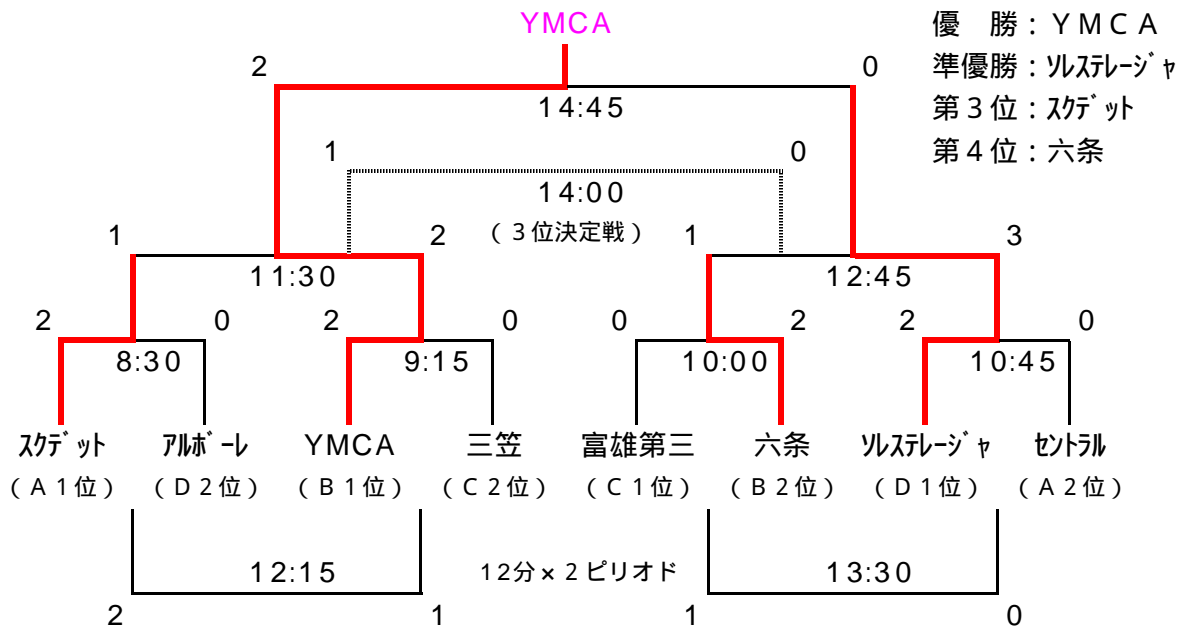 YMCA
優　勝：ＹＭＣＡ
準優勝：ｿﾚｽﾃﾚｰｼﾞｬ
第３位：ｽｸﾃﾞｯﾄ
第４位：六条
2 0
14:45
1 0
14:00
（３位決定戦）
1 2 1 3
11:30 12:45
2 0 2 0 0 2 2 0
8:30 9:15 10:00 10:45
ｽｸﾃﾞｯﾄ ｱﾙﾎﾞｰﾚ YMCA 三笠 富雄第三 六条 ｿﾚｽﾃﾚｰｼﾞｬ ｾﾝﾄﾗﾙ
（Ａ１位） （Ｄ２位） （Ｂ１位） （Ｃ２位） （Ｃ１位） （Ｂ２位） （Ｄ１位） （Ａ２位）
12:15 12分×２ピリオド 13:30
2 1 1 0